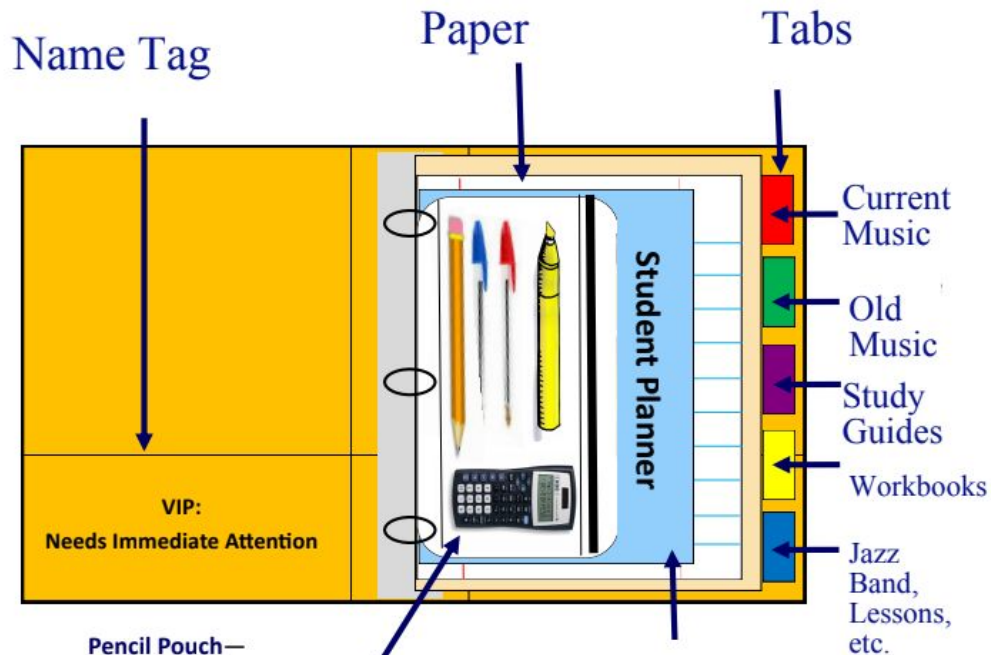 Name Tag
Paper
Tabs
Current
Music
Old
Music
Study
Guides
Workbooks
Jazz
Band,
Lessons,
etc.
Student Planner
VIP:
Needs Immediate Attention
Pencil Pouch—